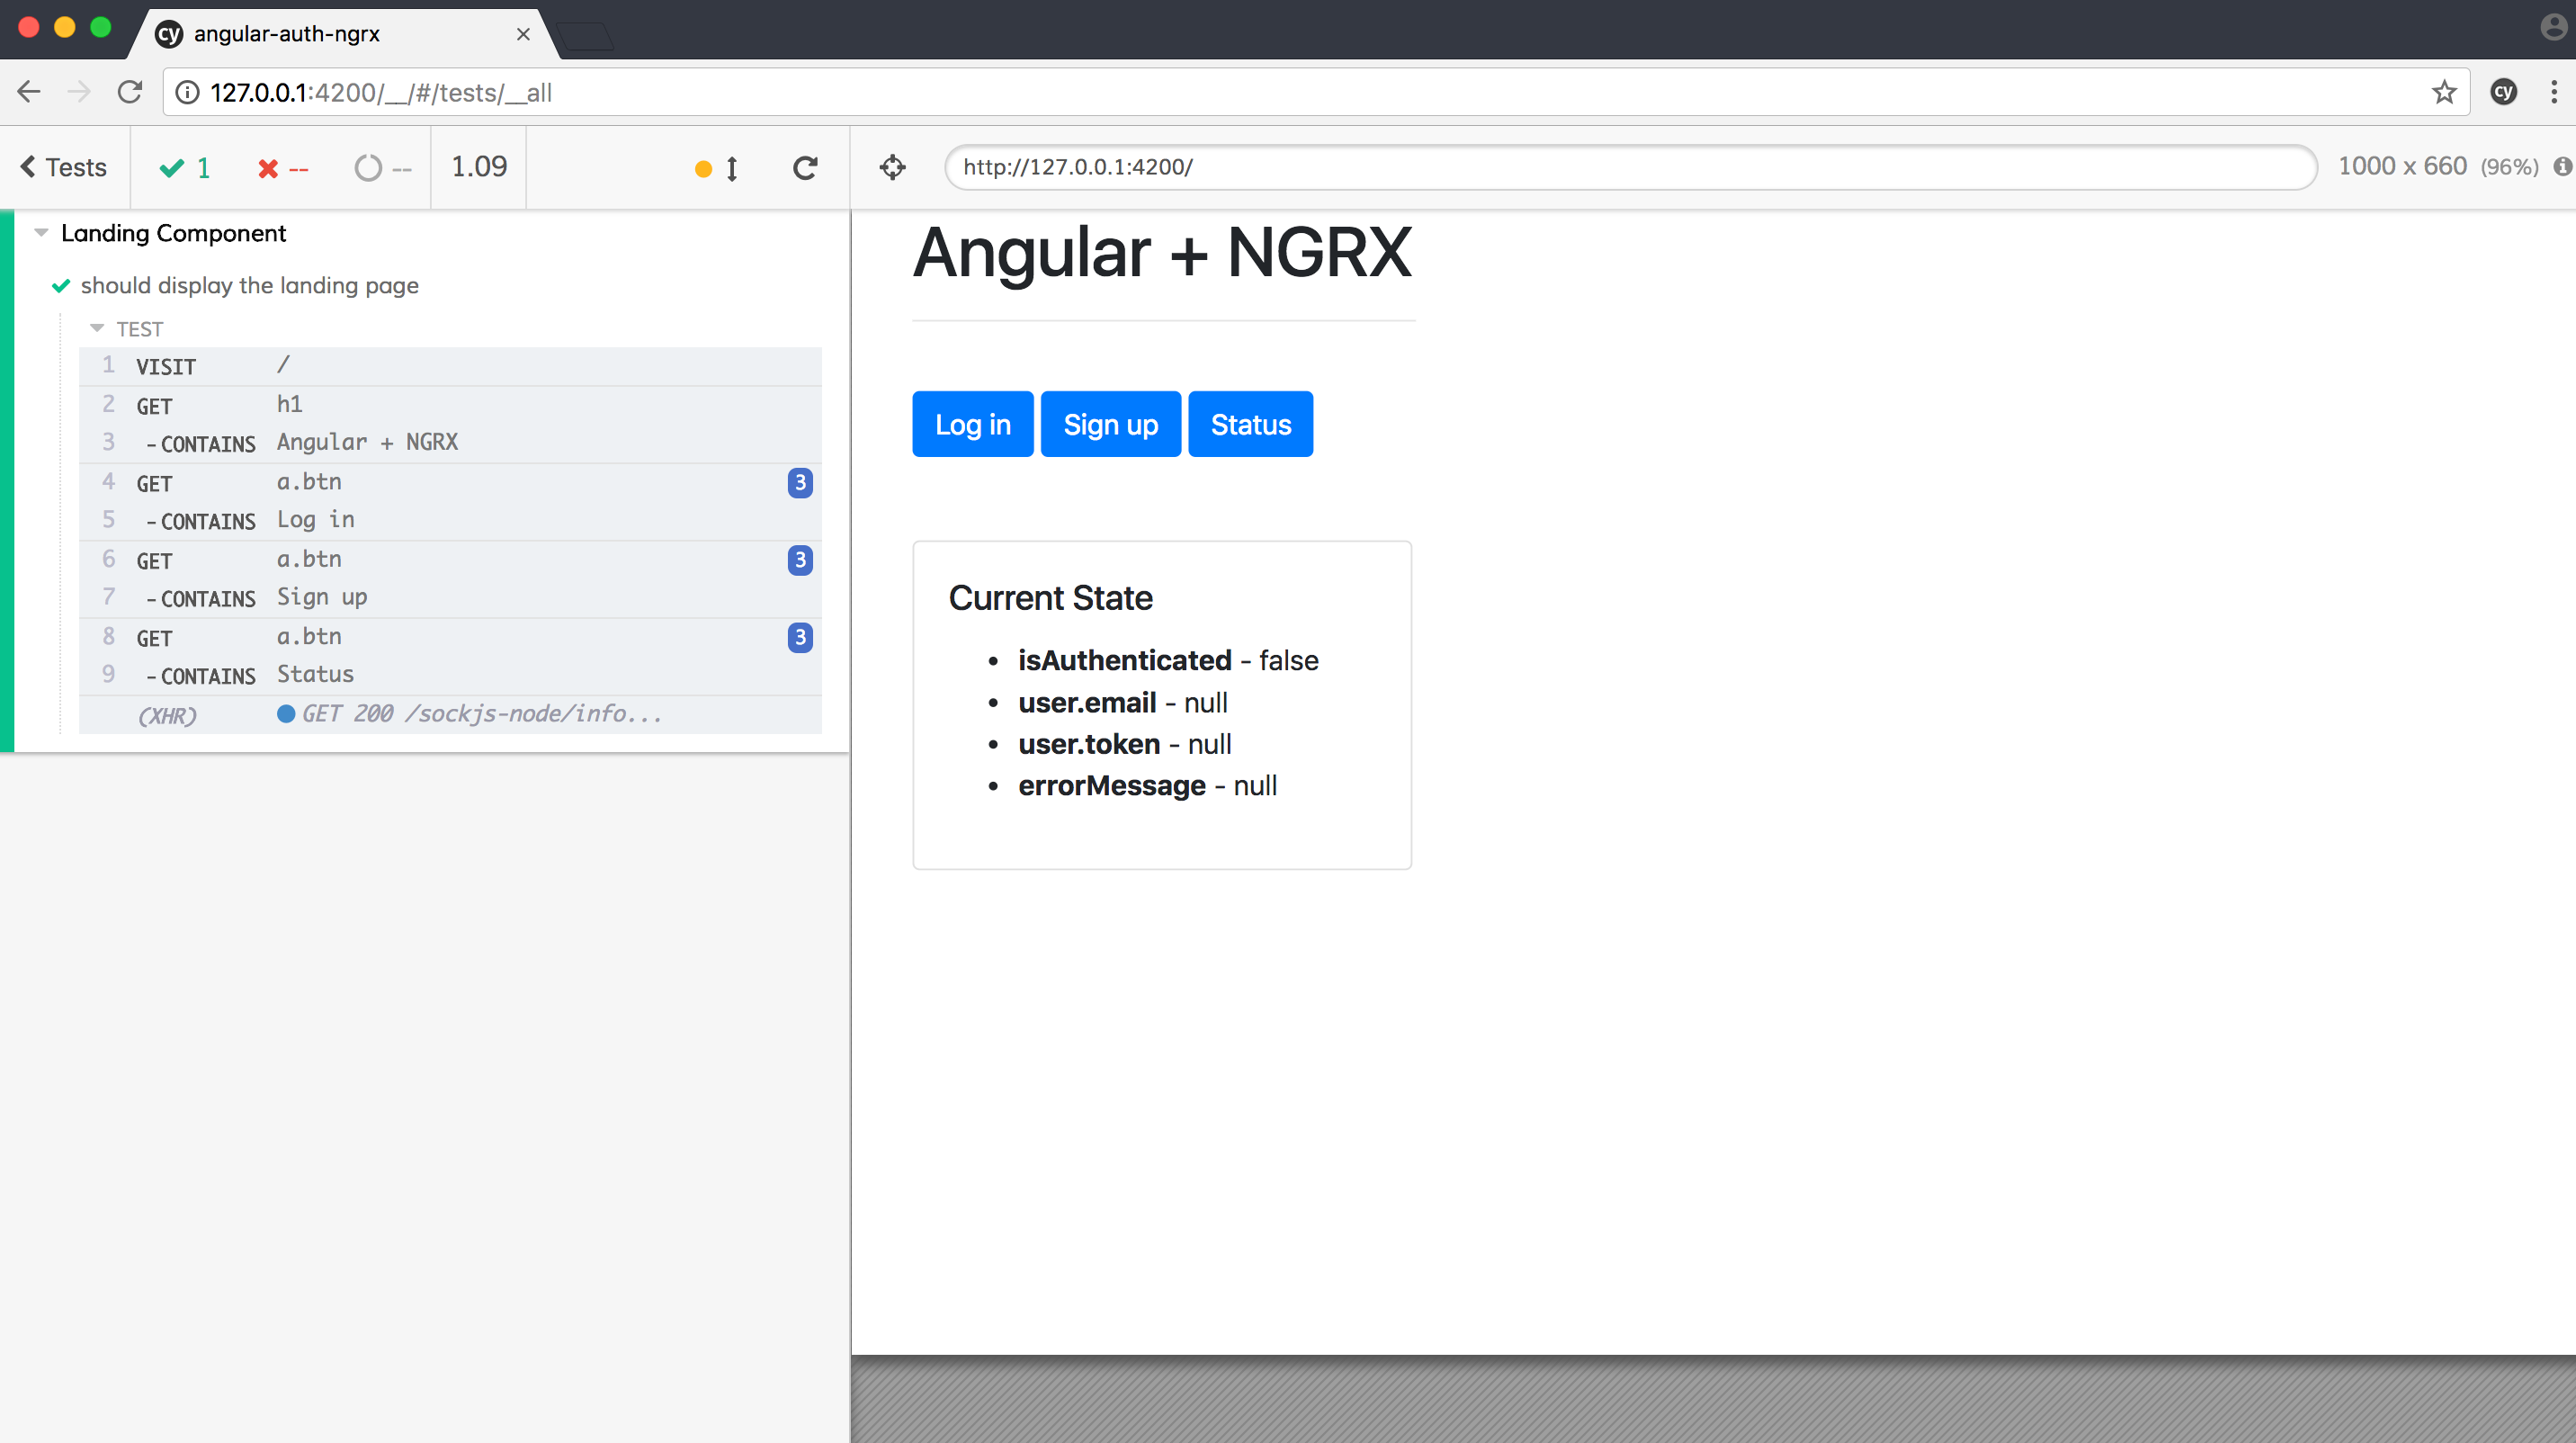 cy angular-auth-ngrx
127.0.0.1:4200/__/#/tests/__all
cy
Tests 1 -- -- 1.09
http://127.0.0.1:4200/ 1000 x 660 (96%)
Landing Component
should display the landing page
TEST
1 VISIT /
2 GET h1
3 -CONTAINS Angular + NGRX
4 GET a.btn 3
5 -CONTAINS Log in
6 GET a.btn 3
7 -CONTAINS Sign up
8 GET a.btn 3
9 -CONTAINS Status
(XHR) GET 200 /sockjs-node/info...
Angular + NGRX
Log in Sign up Status
Current State
• isAuthenticated - false
• user.email - null
• user.token - null
• errorMessage - null